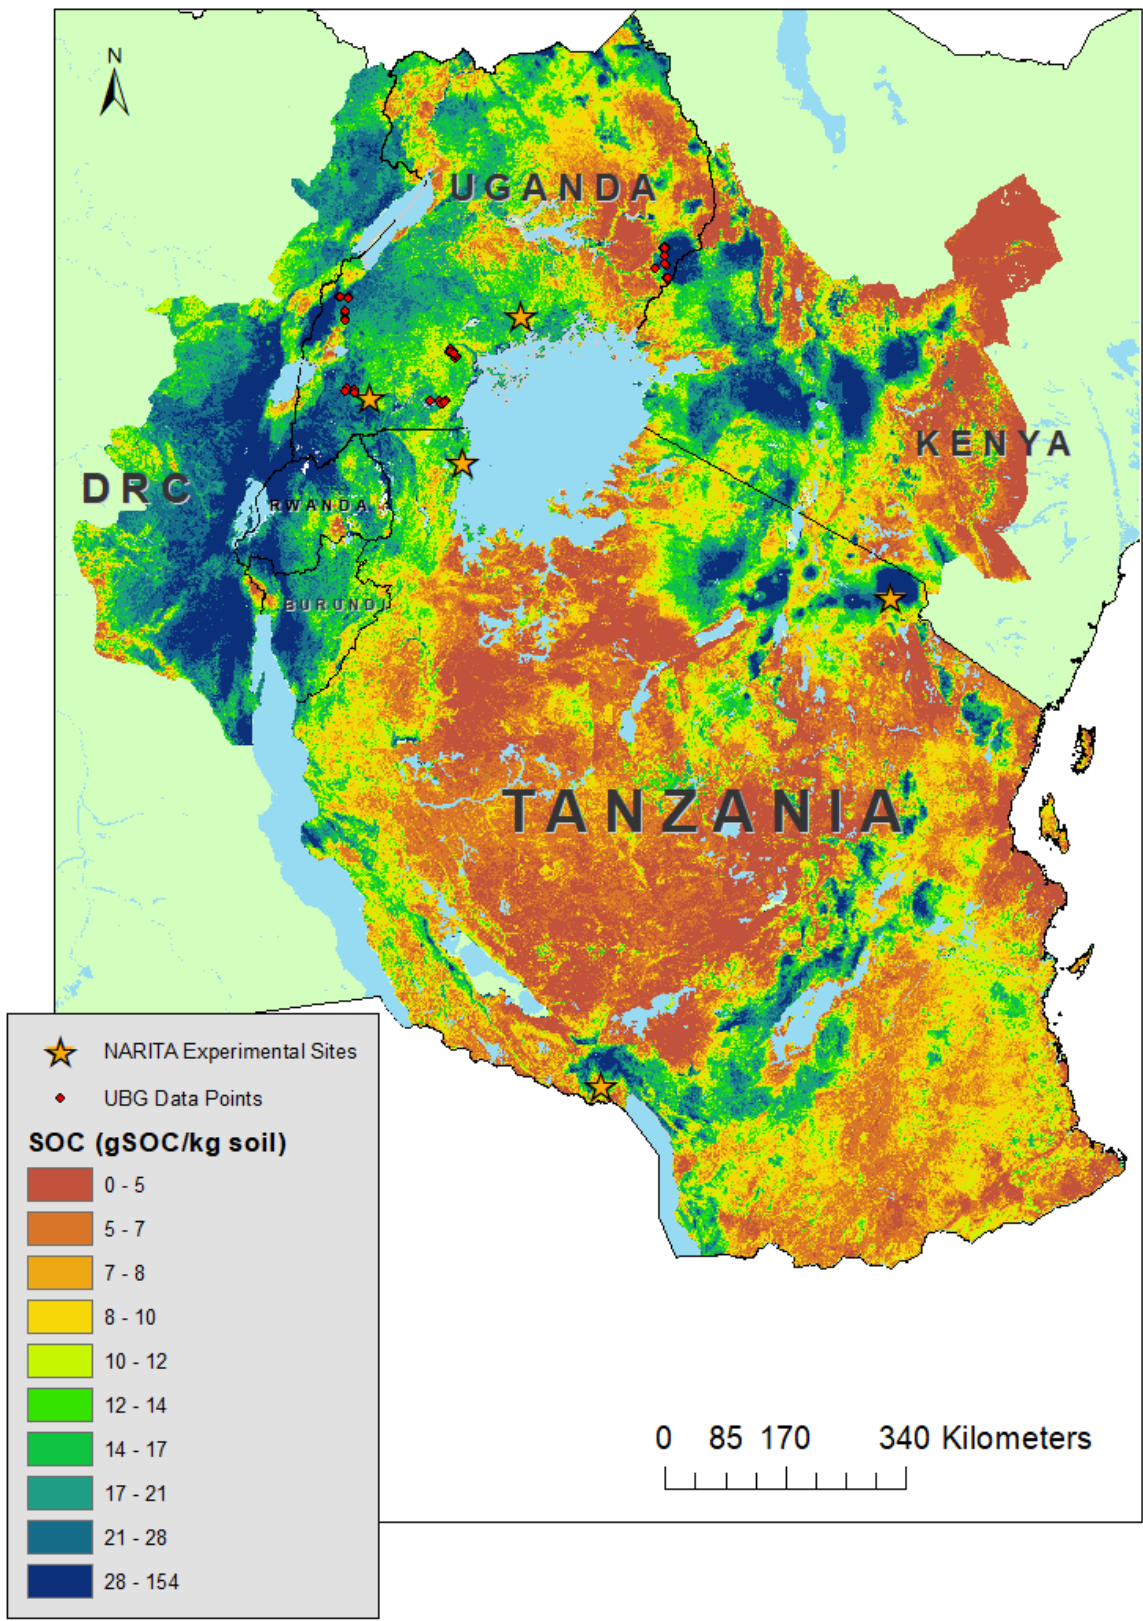 N
UGANDA
KENYA
DRC
RWANDA
BURUNDI
TANZANIA
NARITA Experimental Sites
UBG Data Points
SOC (gSOC/kg soil)
0 - 5
5 - 7
7 - 8
8 - 10
10 - 12
12 - 14
14 - 17
17 - 21
21 - 28
28 - 154
0 85 170 340 Kilometers